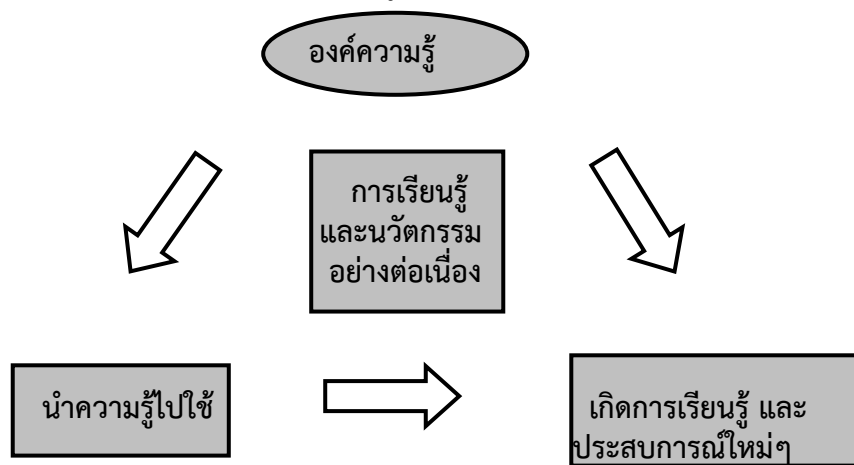 องค์ความรู้
การเรียนรู้
และนวัตกรรม
อย่างต่อเนื่อง
นำความรู้ไปใช้
เกิดการเรียนรู้ และ
ประสบการณ์ใหม่ๆ